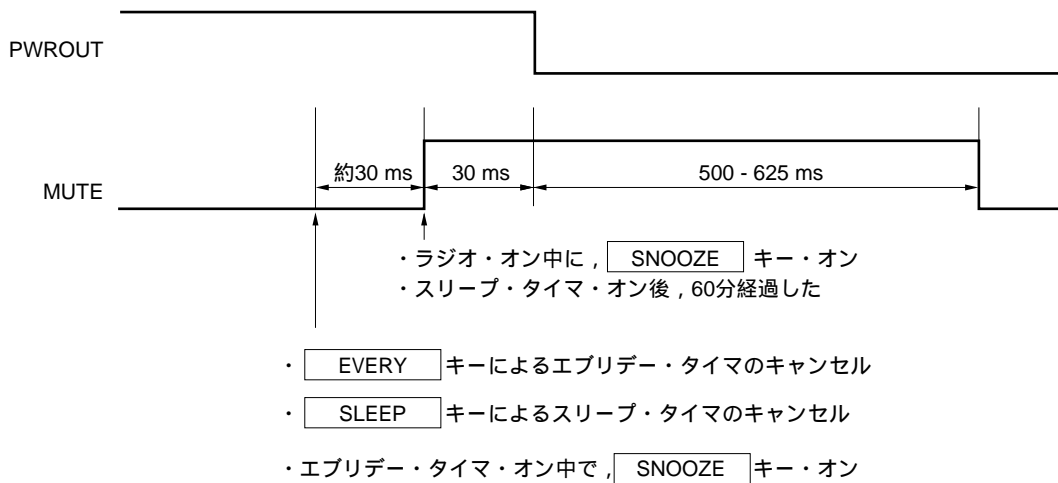 PWROUT
MUTE
約30 ms
30 ms
500 - 625 ms
・ラジオ・オン中に，SNOOZE キー・オン
・スリープ・タイマ・オン後，60分経過した
・EVERY キーによるエブリデー・タイマのキャンセル
・SLEEP キーによるスリープ・タイマのキャンセル
・エブリデー・タイマ・オン中で，SNOOZE キー・オン